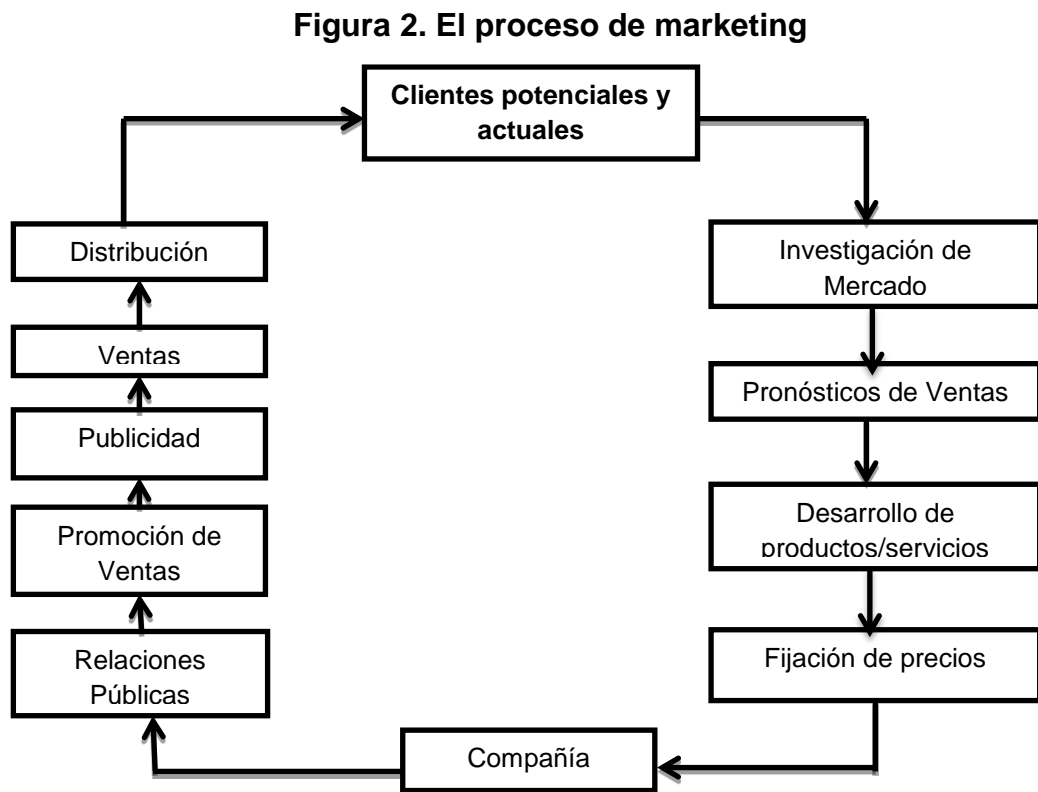 Figura 2. El proceso de marketing
Clientes potenciales y
actuales
Investigación de
Mercado
Pronósticos de Ventas
Desarrollo de
productos/servicios
Fijación de precios
Compañía
Relaciones
Públicas
Promoción de
Ventas
Publicidad
Ventas
Distribución